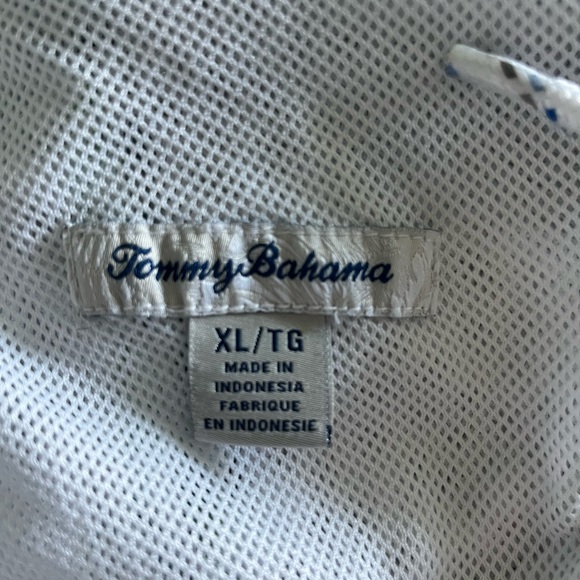 Tommy Bahama
XL/TG
MADE IN
INDONESIA
FABRIQUE
EN INDONESIE